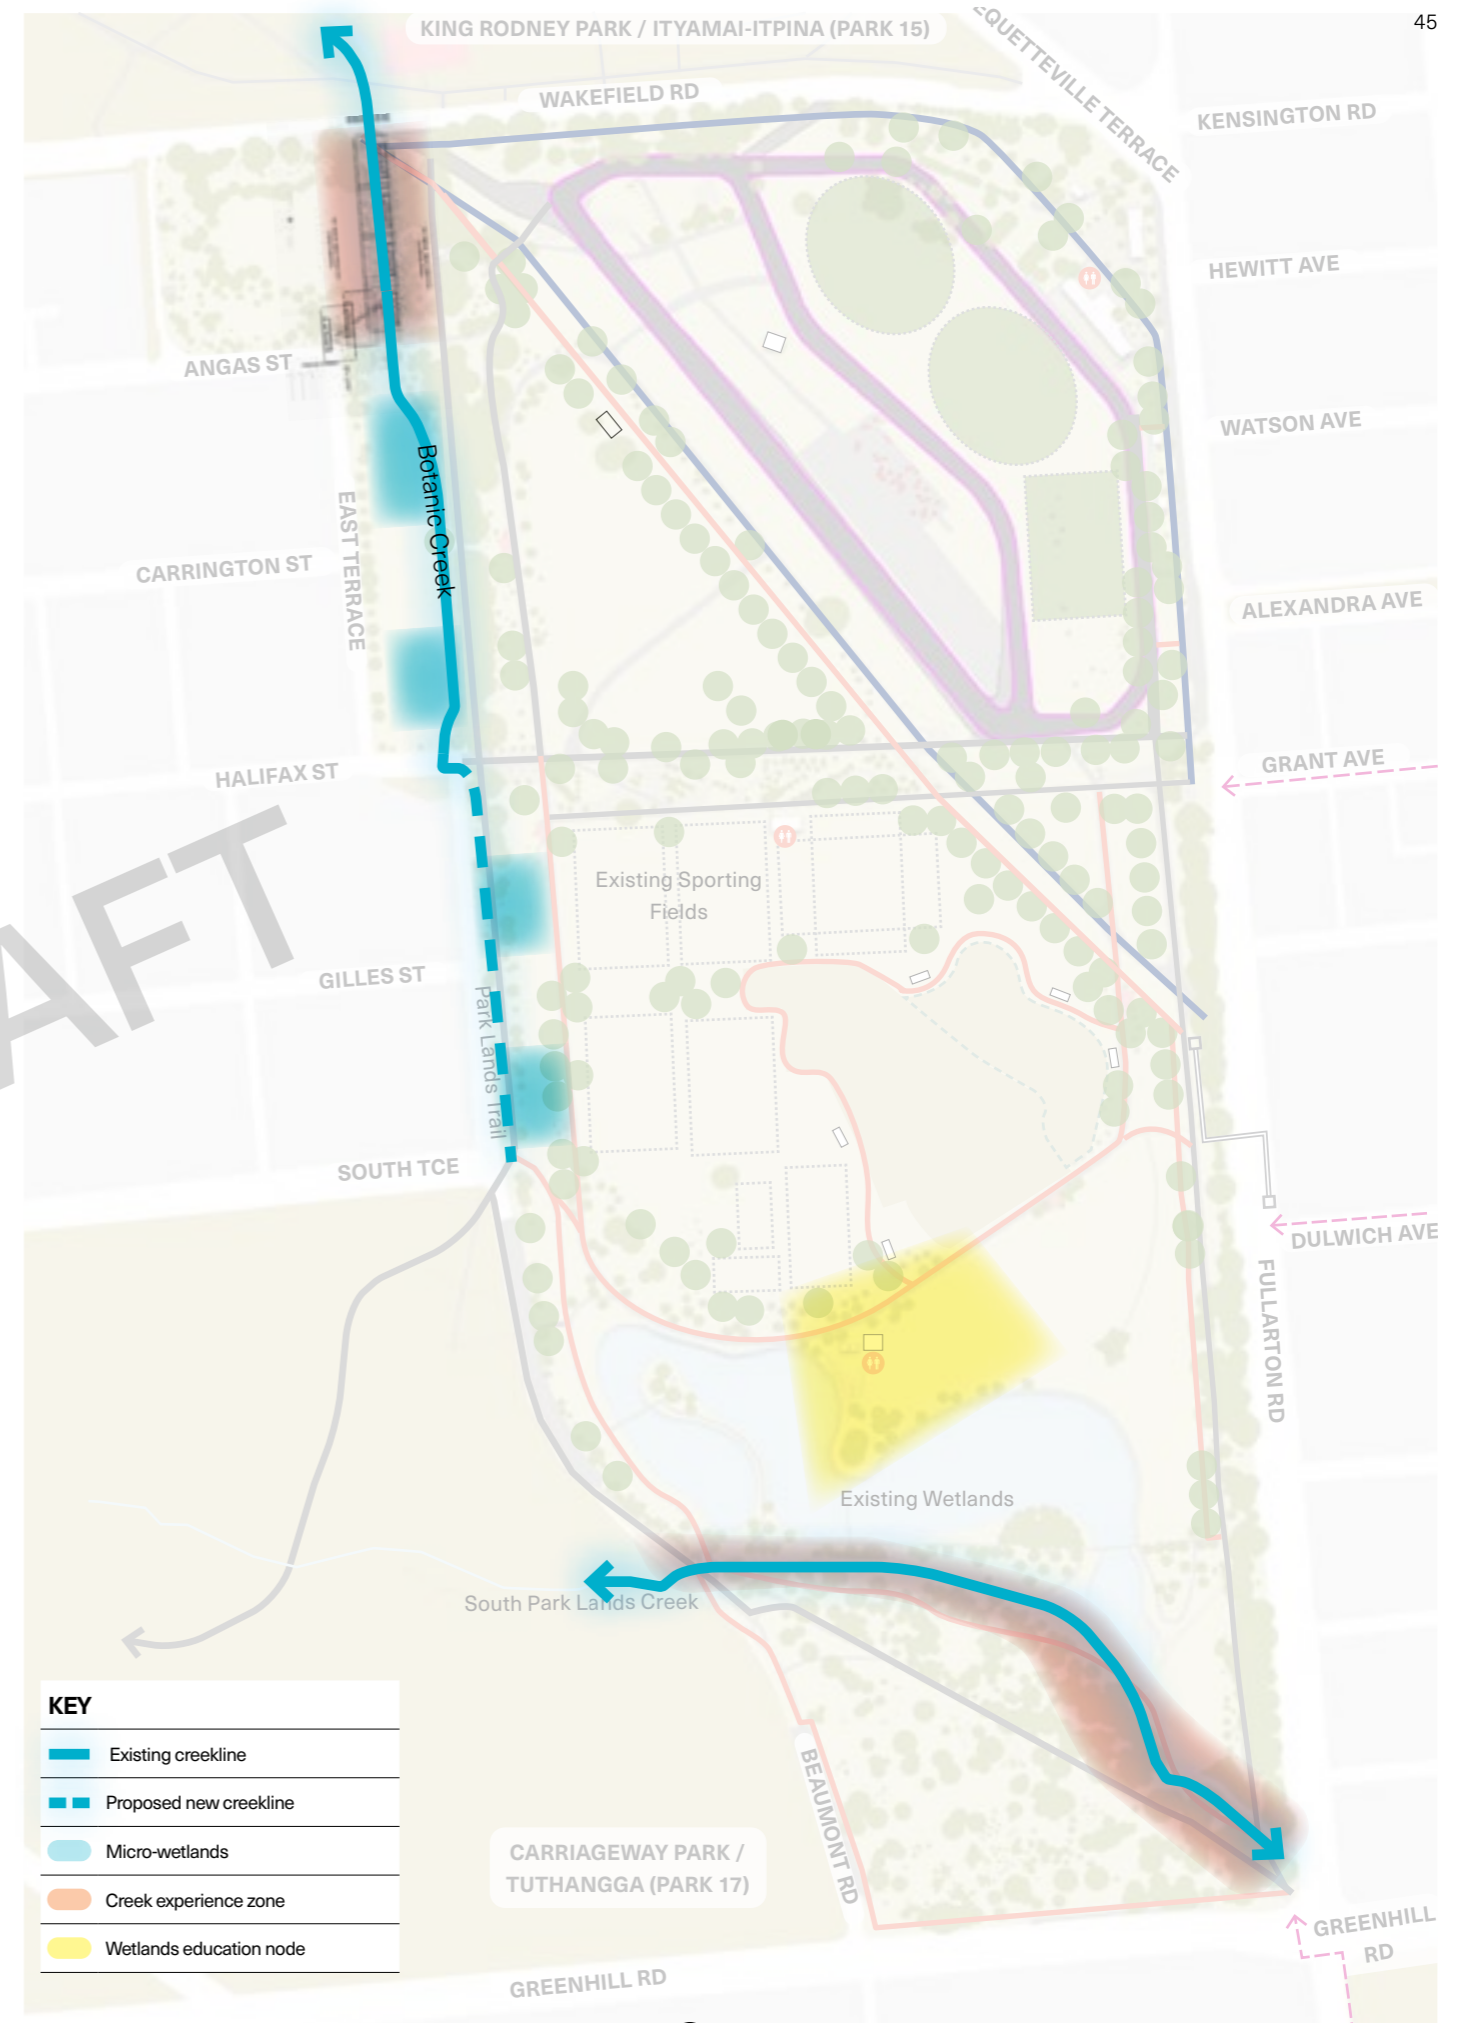 45
KING RODNEY PARK / ITYAMAI-ITPINA (PARK 15)
EQUETTEVILLE TERRACE
WAKEFIELD RD
KENSINGTON RD
HEWITT AVE
ANGAS ST
WATSON AVE
Botanic Creek
EAST TERRACE
CARRINGTON ST
ALEXANDRA AVE
HALIFAX ST
GRANT AVE
AFT
Existing Sporting
Fields
GILLES ST
Park Lands Trail
SOUTH TCE
DULWICH AVE
FULLARTON RD
Existing Wetlands
South Park Lands Creek
KEY
Existing creekline
Proposed new creekline
Micro-wetlands
Creek experience zone
Wetlands education node
BEAUMONT RD
CARRIAGEWAY PARK /
TUTHANGGA (PARK 17)
GREENHILL
RD
GREENHILL RD